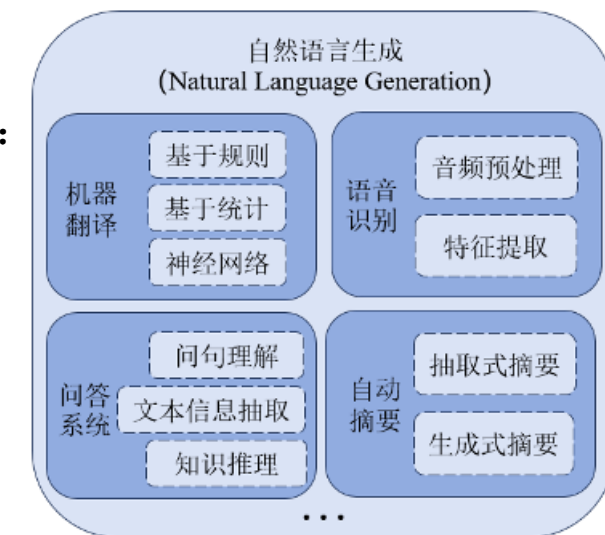 自然语言生成
(Natural Language Generation)
:
机器
翻译
基于规则
基于统计
神经网络
语音
识别
音频预处理
特征提取
问答
系统
问句理解
文本信息抽取
知识推理
自动
摘要
抽取式摘要
生成式摘要
...